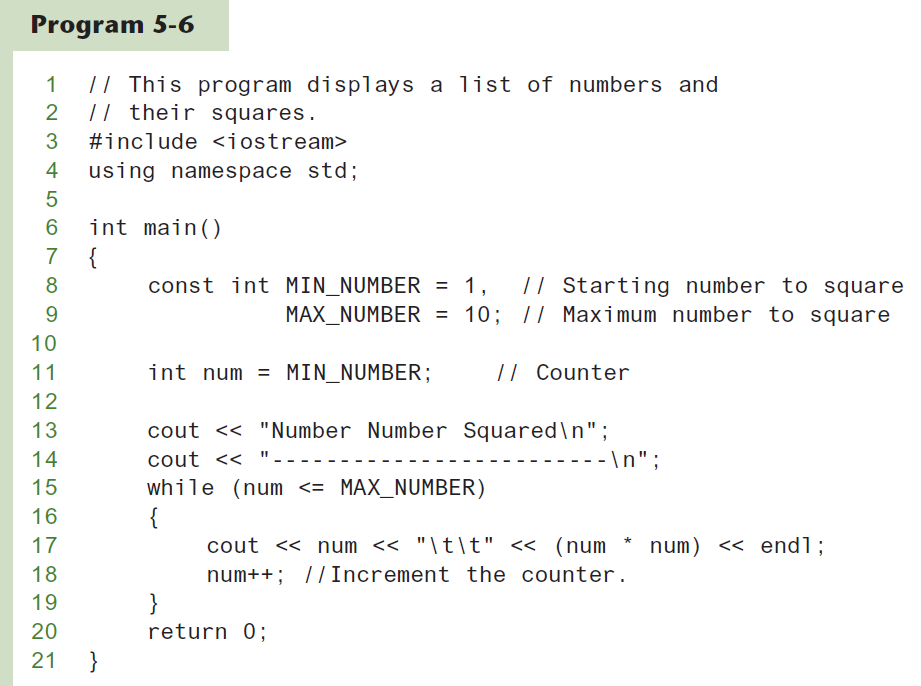 Program 5-6
1 // This program displays a list of numbers and
2 // their squares.
3 #include <iostream>
4 using namespace std;
5
6 int main()
7 {
8 const int MIN_NUMBER = 1, // Starting number to square
9 MAX_NUMBER = 10; // Maximum number to square
10
11 int num = MIN_NUMBER; // Counter
12
13 cout << "Number Number Squared\n";
14 cout << "-------------------------\n";
15 while (num <= MAX_NUMBER)
16 {
17 cout << num << "\t\t" << (num * num) << endl;
18 num++; //Increment the counter.
19 }
20 return 0;
21 }